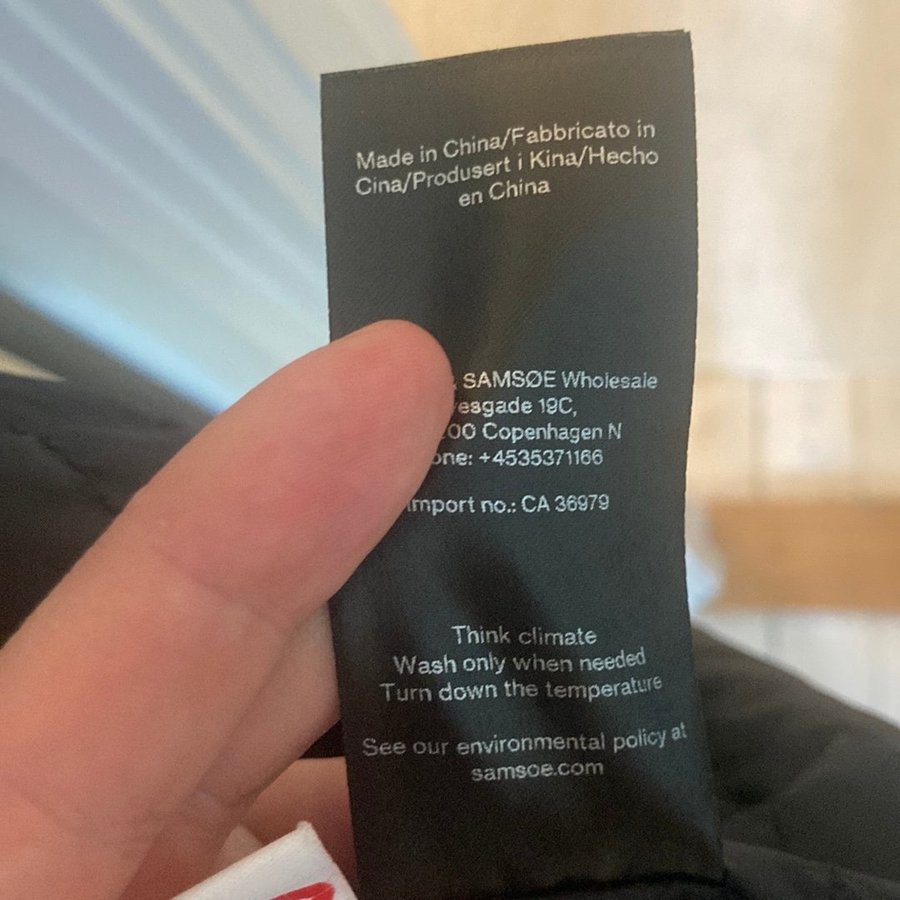 Made in China/Fabbricato in
Cina/Produsert i Kina/Hecho
en China
SAMSØE Wholesale
19C,
Copenhagen N
+4535371166
no.: CA 36979
Think climate
Wash only when needed
Turn down the temperature
See our environmental policy at
samsoe.com